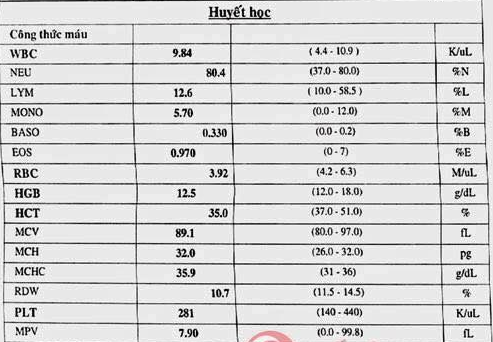 Huyết học
Công thức máu
WBC 9.84 ( 4.4 - 10.9 ) K/uL
NEU 80.4 (37.0 - 80.0) %N
LYM 12.6 ( 10.0 - 58.5 ) %L
MONO 5.70 (0.0 - 12.0) %M
BASO 0.330 (0.0 - 0.2) %B
EOS 0.970 (0 - 7) %E
RBC 3.92 (4.2 - 6.3) M/uL
HGB 12.5 (12.0 - 18.0) g/dL
HCT 35.0 (37.0 - 51.0) %
MCV 89.1 (80.0 - 97.0) fL
MCH 32.0 (26.0 - 32.0) pg
MCHC 35.9 (31 - 36) g/dL
RDW 10.7 (11.5 - 14.5) %
PLT 281 (140 - 440) K/uL
MPV 7.90 (0.0 - 99.8) fL